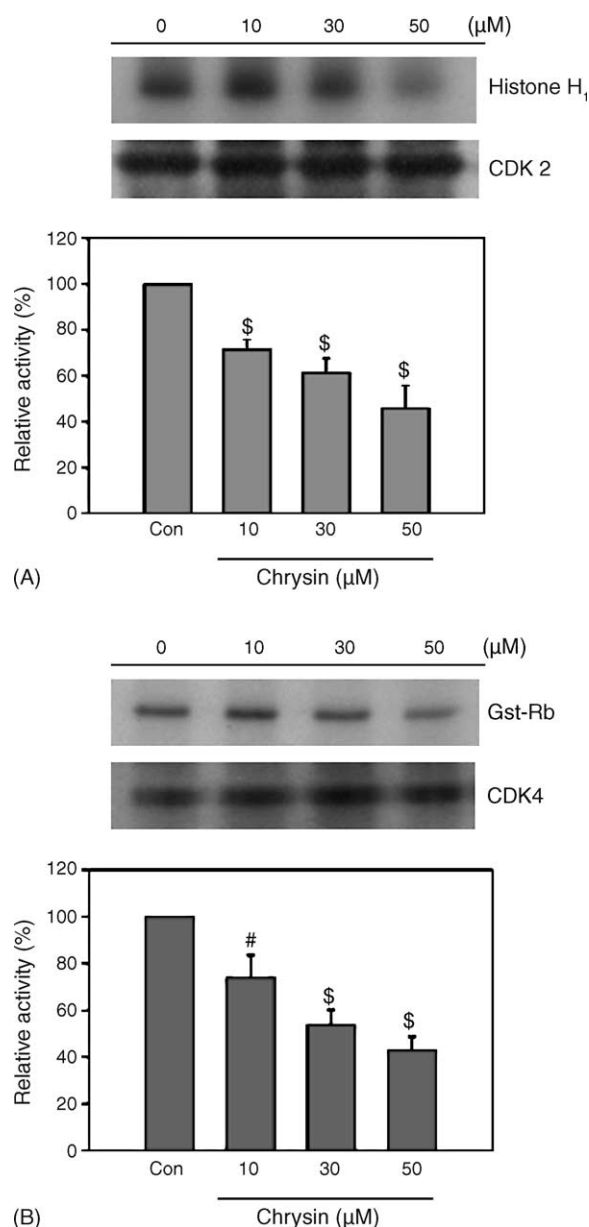 0 10 30 50 (μM)
Histone H₁
CDK 2
120
100
80
60
40
20
0
Relative activity (%)
$ $ $
Con 10 30 50
Chrysin (μM)
(A)
0 10 30 50 (μM)
Gst-Rb
CDK4
120
100
80
60
40
20
0
Relative activity (%)
# $ $
Con 10 30 50
Chrysin (μM)
(B)